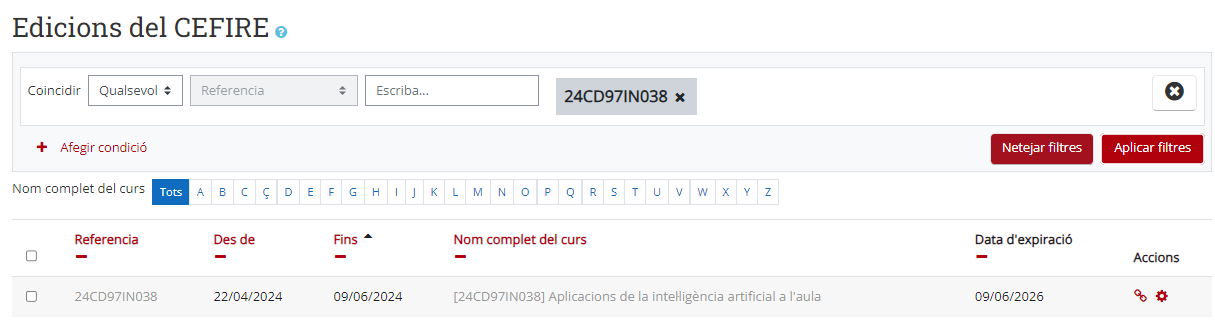 Edicions del CEFIRE
Coincidir Qualsevol Referencia Escriba... 24CD97IN038
Afegir condició Netejar filtres Aplicar filtres
Nom complet del curs Tots A B C Ç D E F G H I J K L M N O P Q R S T U V W X Y Z
Referencia Des de Fins Nom complet del curs Data d'expiració Accions
24CD97IN038 22/04/2024 09/06/2024 [24CD97IN038] Aplicacions de la intel·ligència artificial a l'aula 09/06/2026